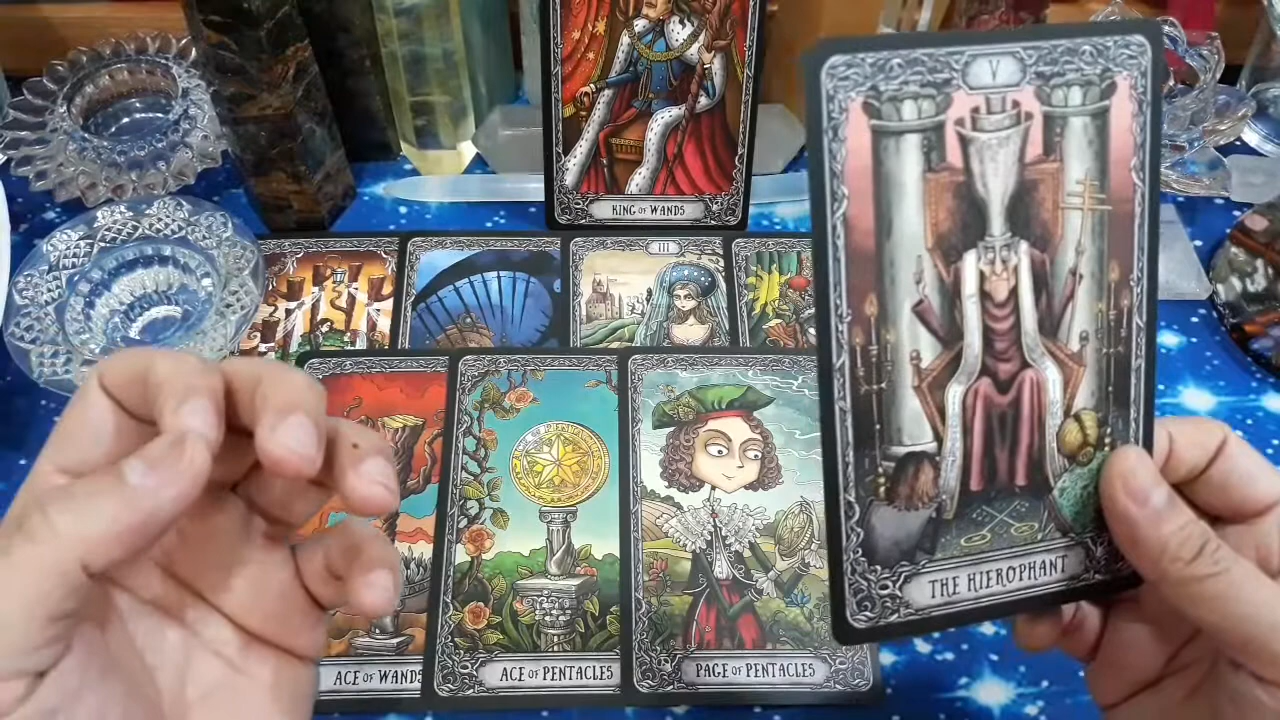 KING OF WANDS
III
V
THE HIEROPHANT
ACE OF WANDS
ACE OF PENTACLES
PAGE OF PENTACLES